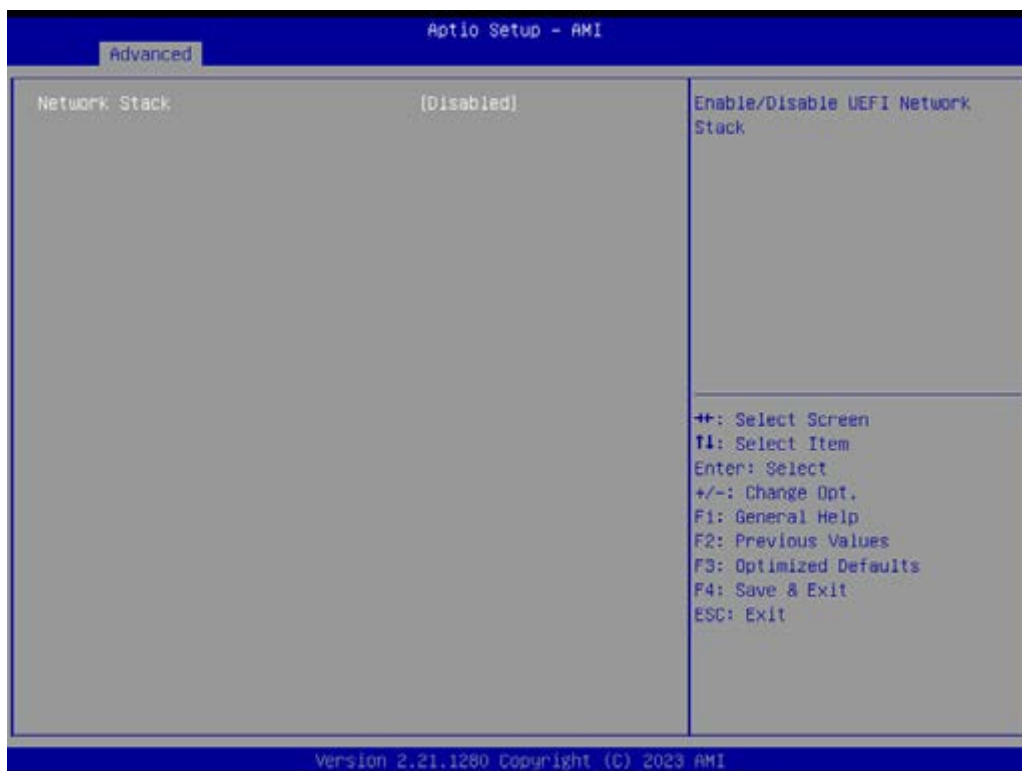 Aptio Setup - AMI
Advanced
Network Stack [Disabled]
Enable/Disable UEFI Network
Stack
→←: Select Screen
↑↓: Select Item
Enter: Select
+/-: Change Opt.
F1: General Help
F2: Previous Values
F3: Optimized Defaults
F4: Save & Exit
ESC: Exit
Version 2.21.1280 Copyright (C) 2023 AMI